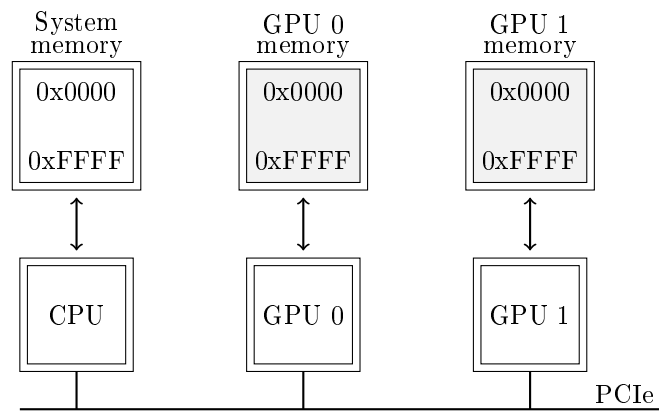 System
memory
GPU 0
memory
GPU 1
memory
0x0000
0xFFFF
0x0000
0xFFFF
0x0000
0xFFFF
CPU
GPU 0
GPU 1
PCIe